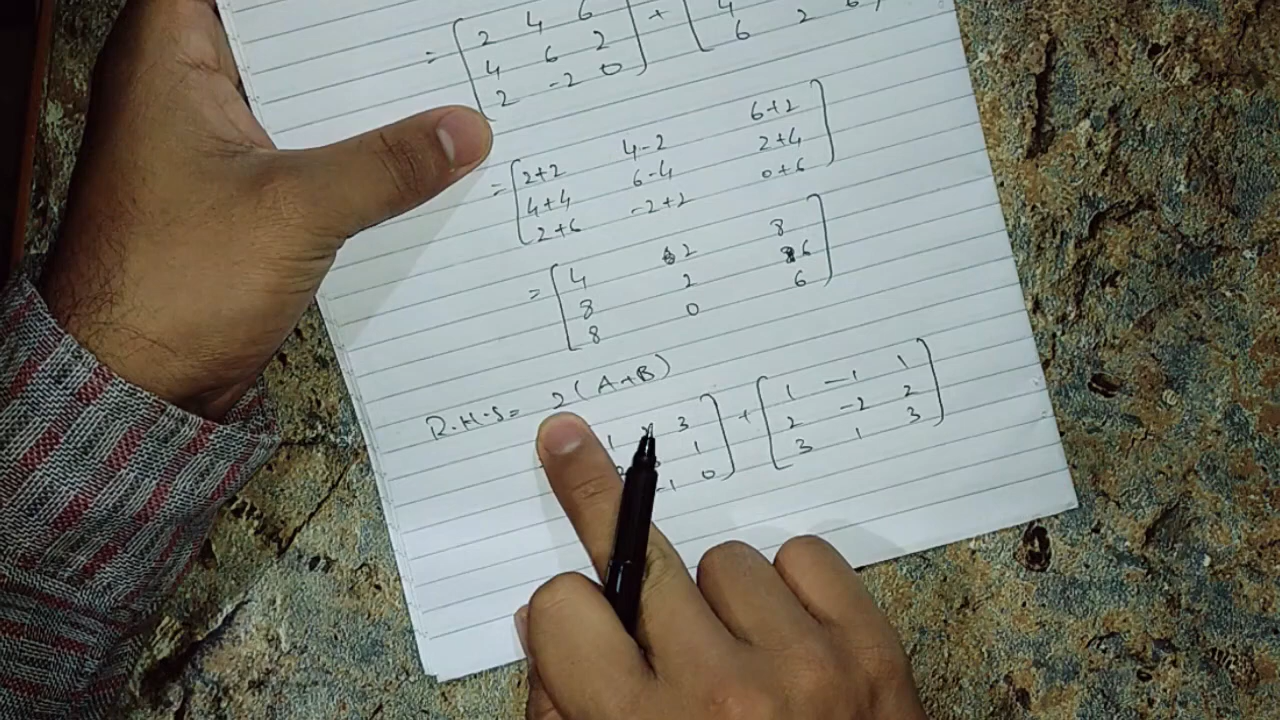 = [ 2 4 6 ] + [
4 6 2 4
2 -2 0 6 2 6
= [ 2+2 4-2 6+2 ]
4+4 6-4 2+4
2+6 -2+2 0+6
= [ 4 2 8 ]
8 2 6
8 0 6
R.H.S = 2(A+B)
1 3 ] + [ 1 -1 1 ]
1 2 -2 2
-1 0 3 1 3